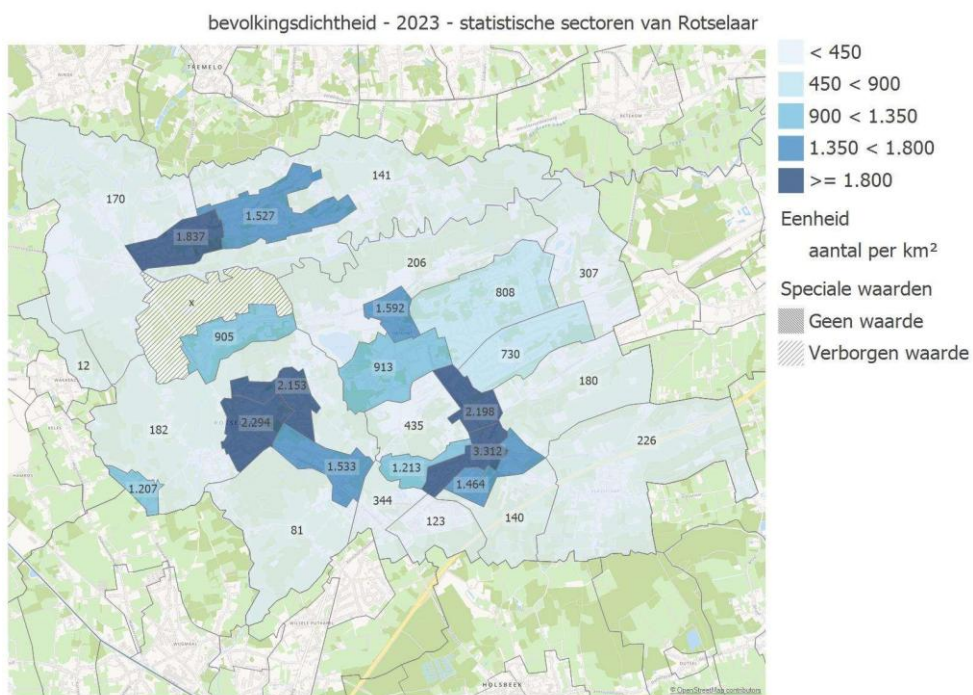 bevolkingsdichtheid - 2023 - statistische sectoren van Rotselaar
< 450
450 < 900
900 < 1.350
1.350 < 1.800
>= 1.800
Eenheid
aantal per km²
Speciale waarden
Geen waarde
Verborgen waarde
TREMELO
141
170
1.527
1.837
206
307
808
x
1.592
905
730
913
12
180
2.153
2.198
2.294
435
182
226
3.312
1.533
1.213
1.464
1.207
344
123
140
81
HOLSBEEK
© OpenStreetMap contributors